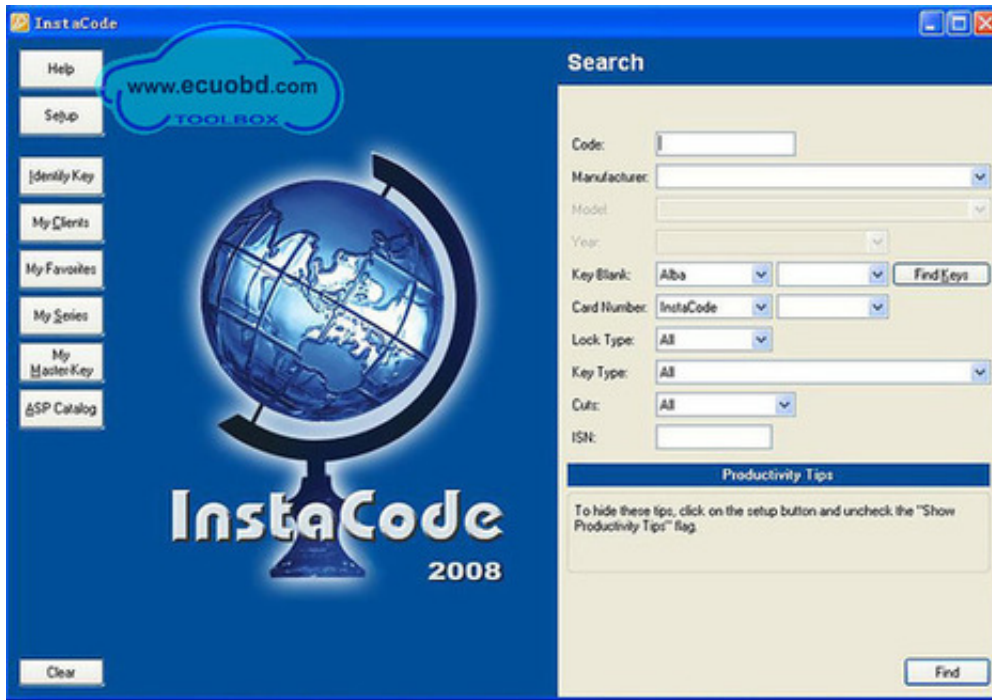 InstaCode
Help
www.ecuobd.com
TOOLBOX
Setup
Identify Key
My Clients
My Favorites
My Series
My
Master-Key
ASP Catalog
InstaCode
2008
Clear
Search
Code:
Manufacturer:
Model:
Year:
Key Blank: Alba Find Keys
Card Number: InstaCode
Lock Type: All
Key Type: All
Cuts: All
ISN:
Productivity Tips
To hide these tips, click on the setup button and uncheck the "Show
Productivity Tips" flag.
Find